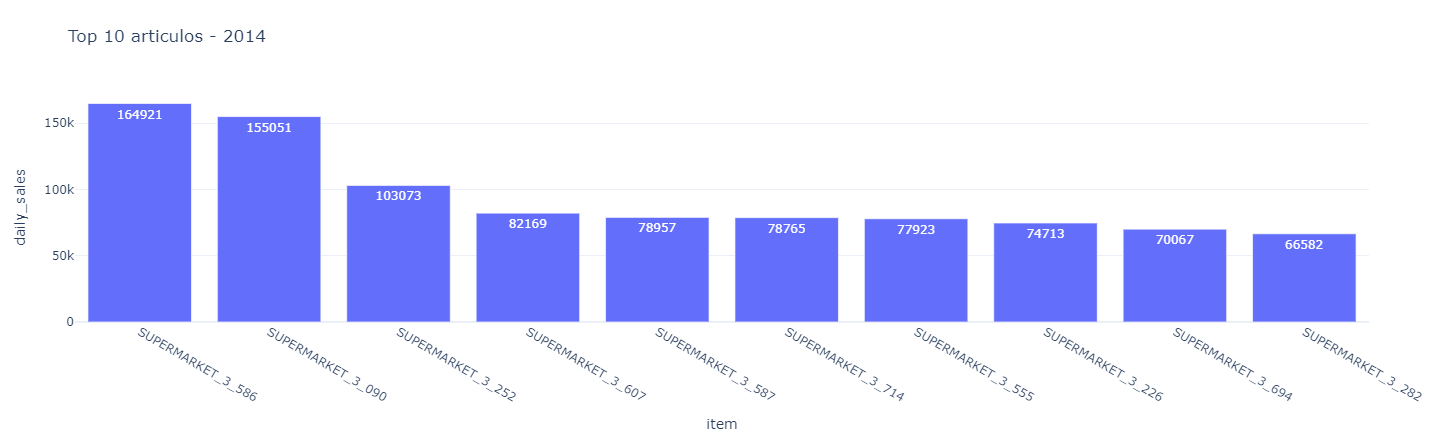 Top 10 articulos - 2014
daily_sales
150k
100k
50k
0
164921
155051
103073
82169
78957
78765
77923
74713
70067
66582
SUPERMARKET_3_586
SUPERMARKET_3_090
SUPERMARKET_3_252
SUPERMARKET_3_607
SUPERMARKET_3_587
SUPERMARKET_3_714
SUPERMARKET_3_555
SUPERMARKET_3_226
SUPERMARKET_3_694
SUPERMARKET_3_282
item